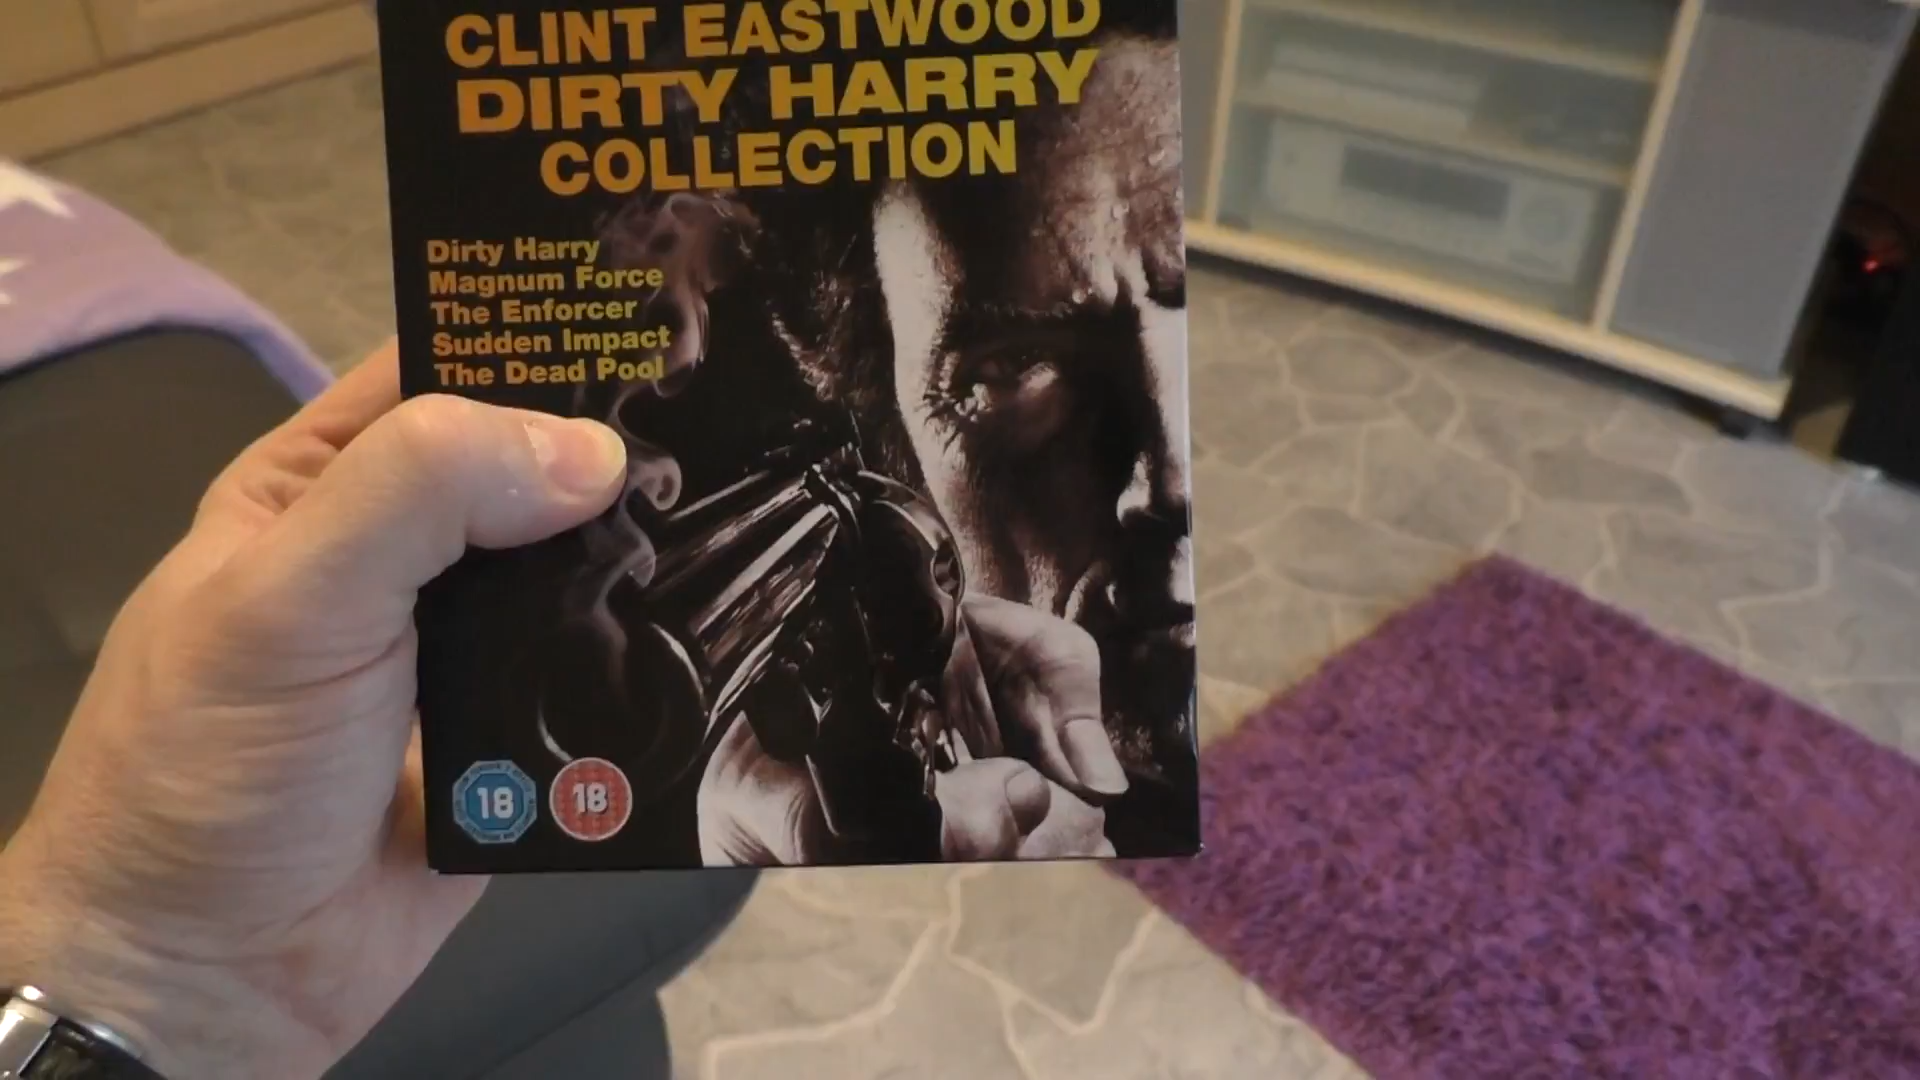 CLINT EASTWOOD
DIRTY HARRY
COLLECTION
Dirty Harry
Magnum Force
The Enforcer
Sudden Impact
The Dead Pool
18
18